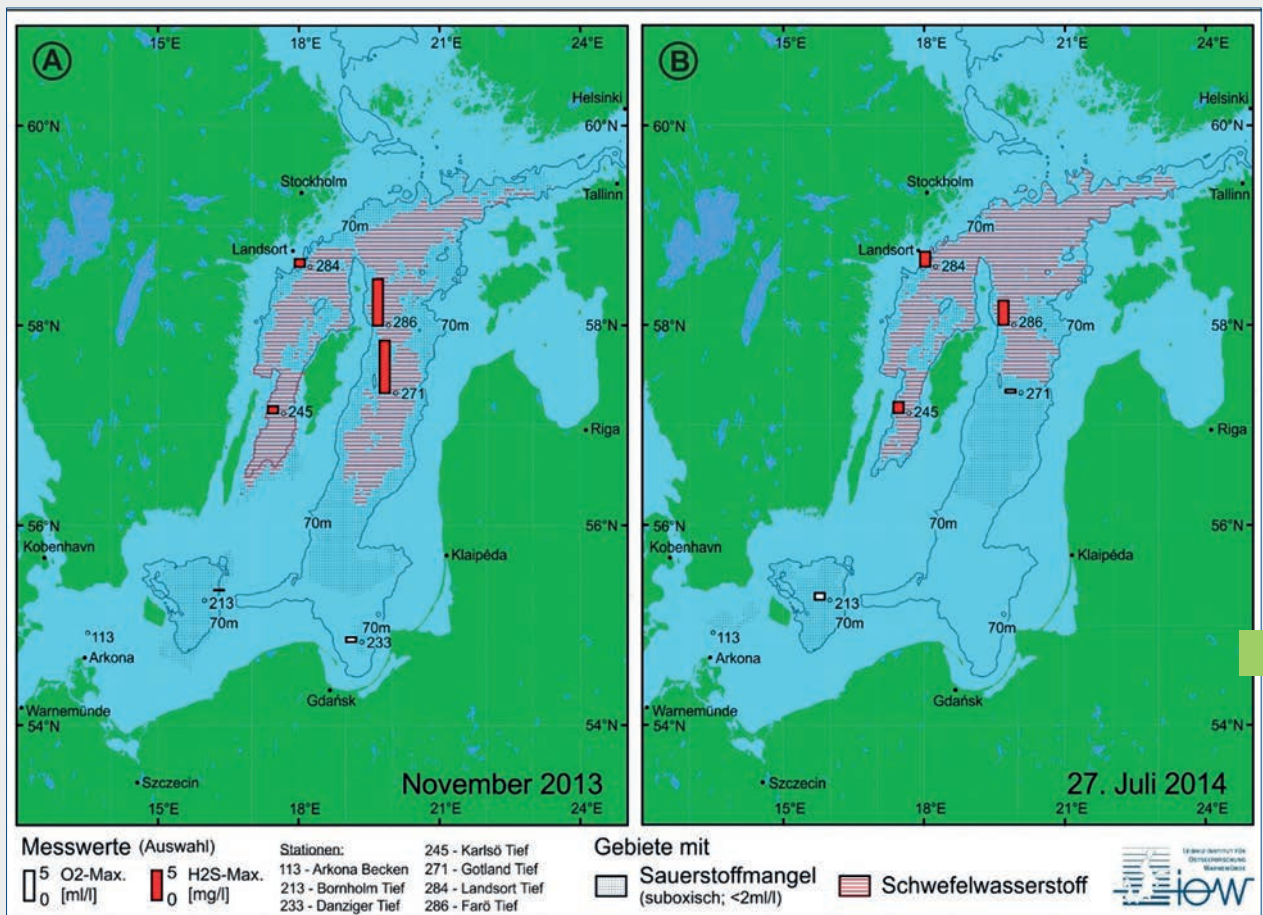 A
15°E 18°E 21°E 24°E
Helsinki
60°N 60°N
Stockholm
Tallinn
70m
Landsort
284
58°N 286 70m 58°N
271
245
Riga
56°N 70m 56°N
Kobenhavn
Klaipéda
213
70m 70m
113 233
Arkona
Gdańsk
Warnemünde
54°N 54°N
Szczecin
November 2013
15°E 18°E 21°E 24°E
B
15°E 18°E 21°E 24°E
Helsinki
60°N 60°N
Stockholm
Tallinn
70m
Landsort
284
58°N 286 70m 58°N
271
245
Riga
56°N 70m 56°N
Kobenhavn
Klaipéda
213
70m 70m
113
Arkona
Gdańsk
Warnemünde
54°N 54°N
Szczecin
27. Juli 2014
15°E 18°E 21°E 24°E
Messwerte (Auswahl)
5 O2-Max.
0 [ml/l]
5 H2S-Max.
0 [mg/l]
Stationen:
113 - Arkona Becken
213 - Bornholm Tief
233 - Danziger Tief
245 - Karlsö Tief
271 - Gotland Tief
284 - Landsort Tief
286 - Farö Tief
Gebiete mit
Sauerstoffmangel
(suboxisch; <2ml/l)
Schwefelwasserstoff
LEIBNIZ-INSTITUT FÜR
OSTSEEFORSCHUNG
WARNEMÜNDE
iow